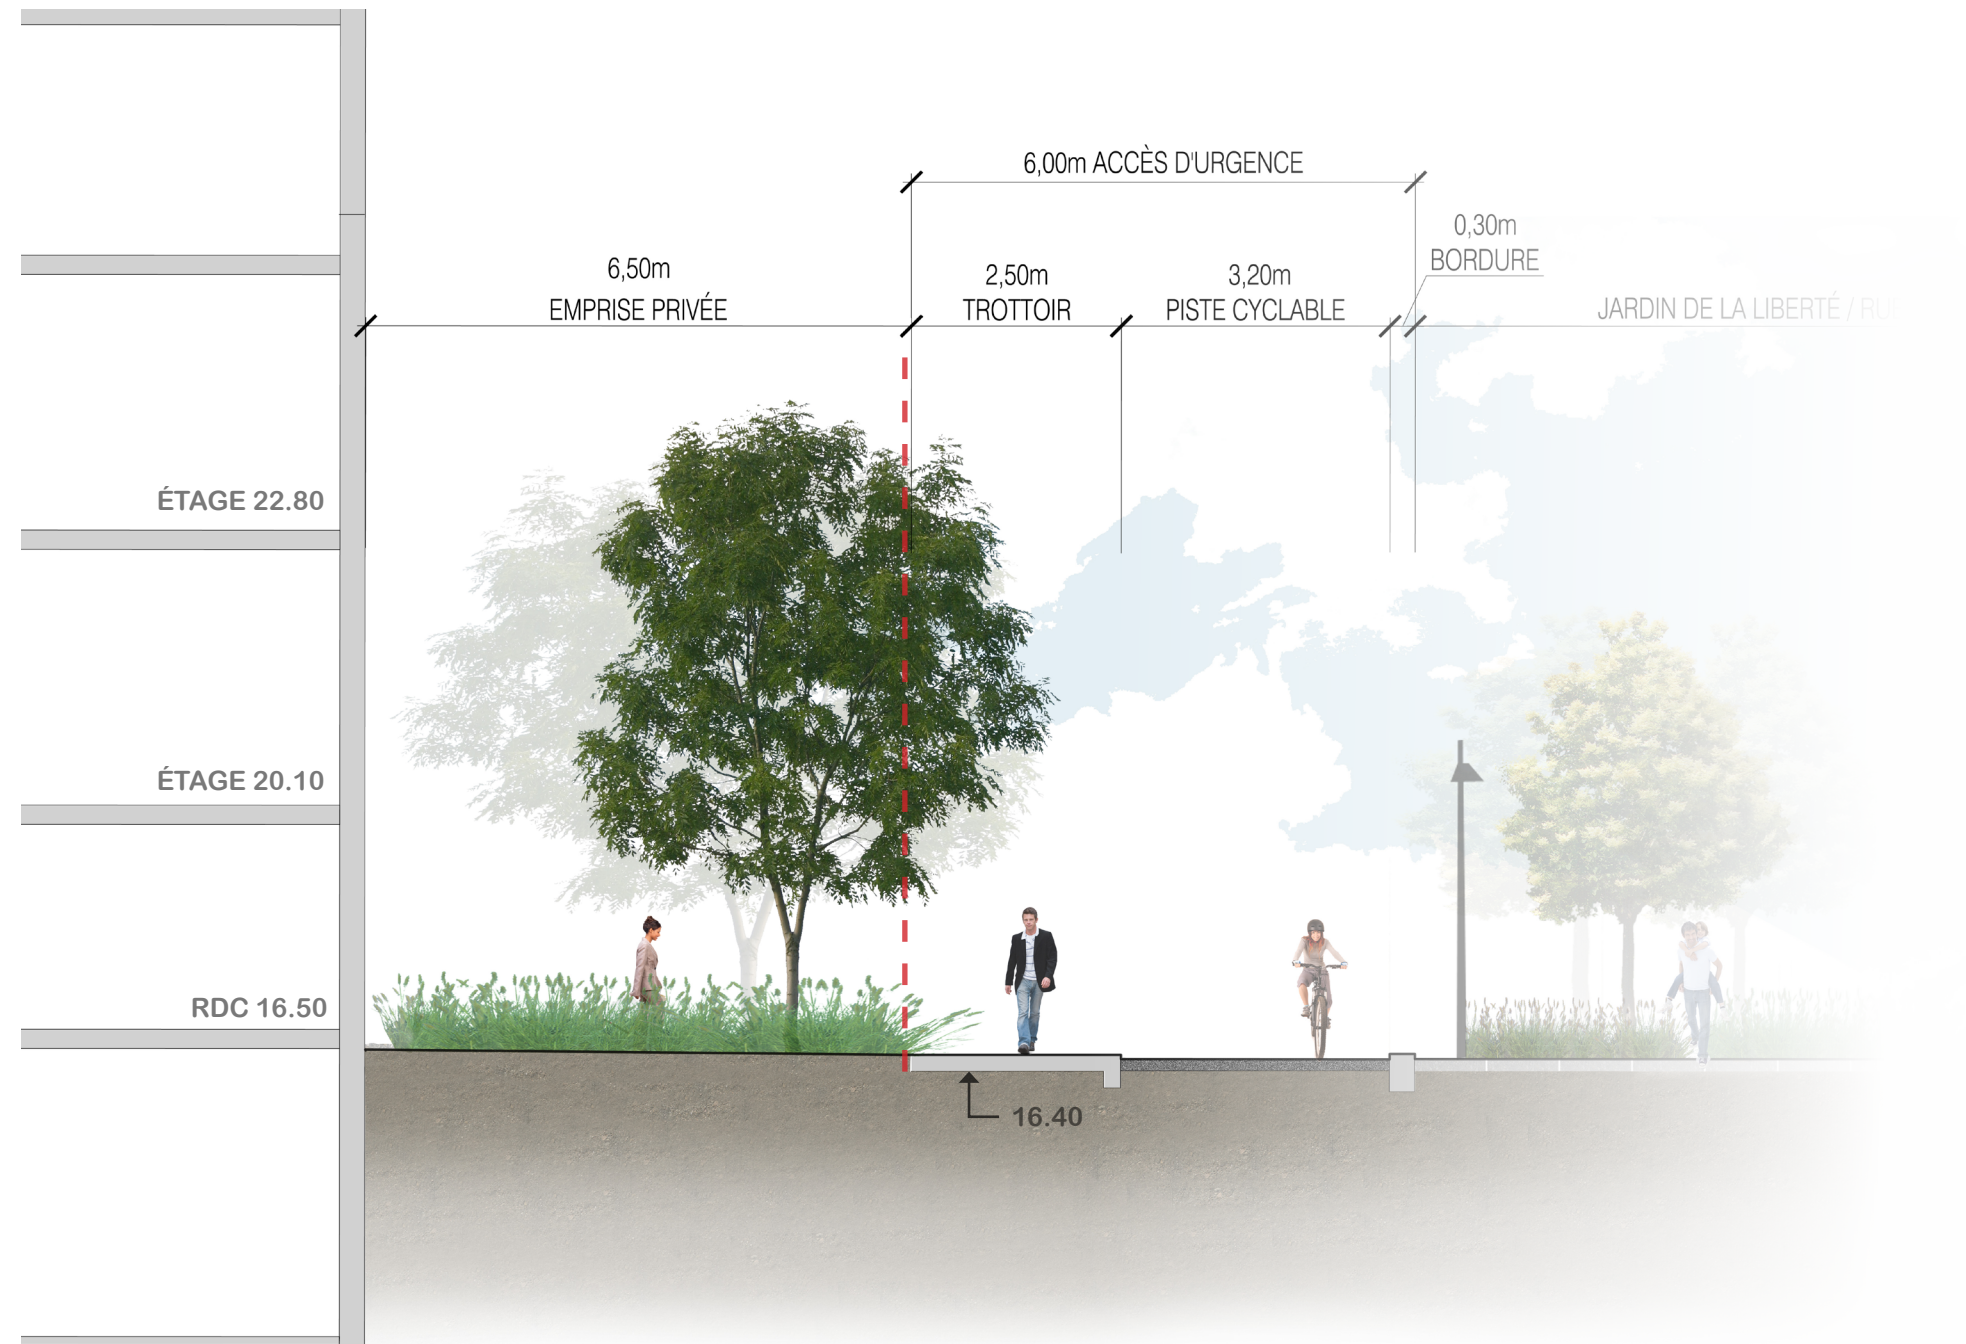 6,00m ACCÈS D'URGENCE
0,30m
BORDURE
6,50m
EMPRISE PRIVÉE
2,50m
TROTTOIR
3,20m
PISTE CYCLABLE
JARDIN DE LA LIBERTÉ /
ÉTAGE 22.80
ÉTAGE 20.10
RDC 16.50
16.40